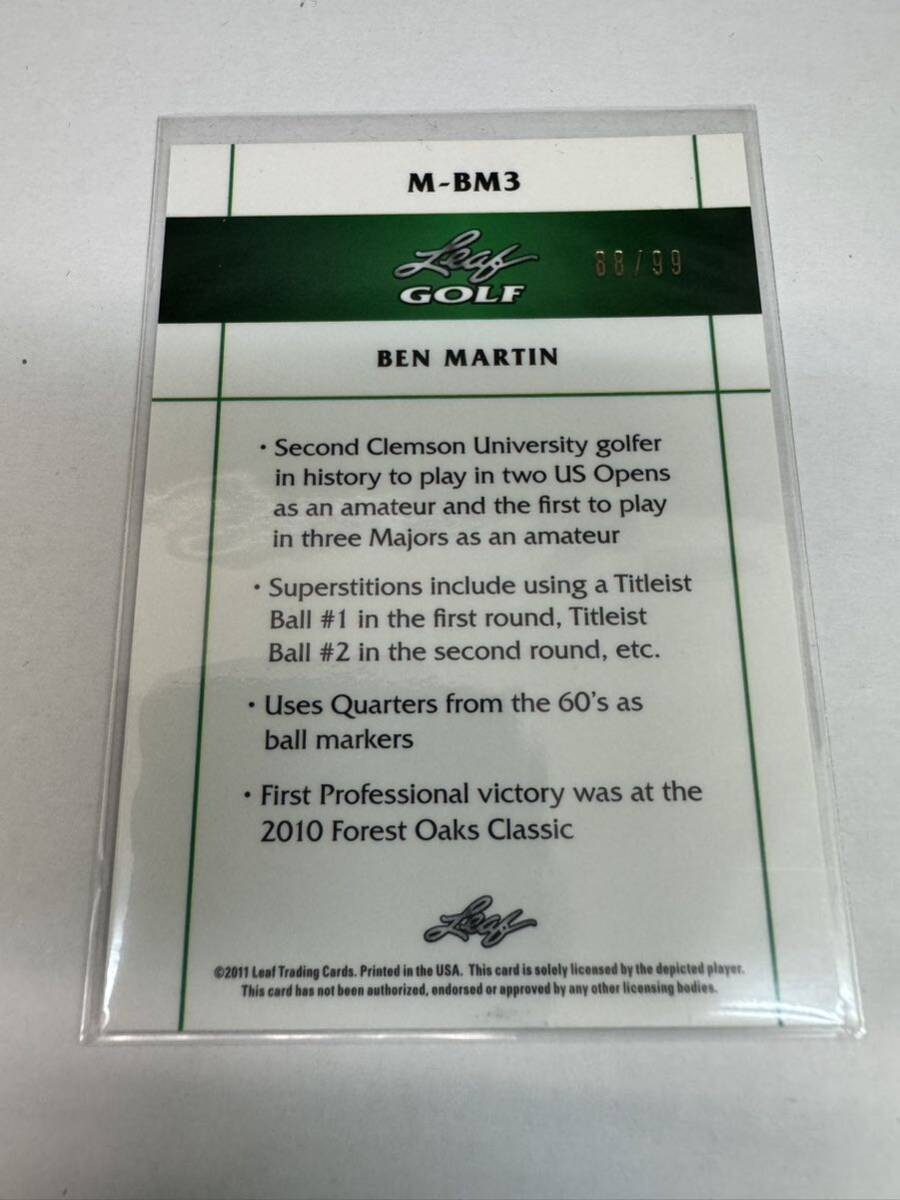 M-BM3
Leaf
GOLF
88/99
BEN MARTIN
• Second Clemson University golfer
in history to play in two US Opens
as an amateur and the first to play
in three Majors as an amateur
• Superstitions include using a Titleist
Ball #1 in the first round, Titleist
Ball #2 in the second round, etc.
• Uses Quarters from the 60's as
ball markers
• First Professional victory was at the
2010 Forest Oaks Classic
Leaf
©2011 Leaf Trading Cards. Printed in the USA. This card is solely licensed by the depicted player.
This card has not been authorized, endorsed or approved by any other licensing bodies.